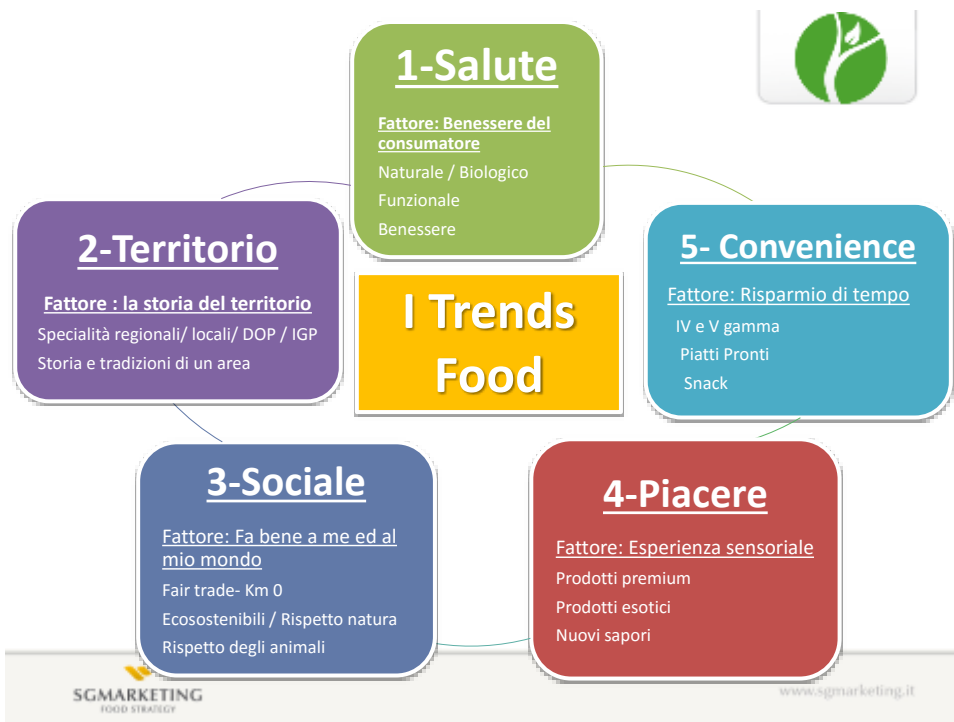 1-Salute
Fattore: Benessere del
consumatore
Naturale / Biologico
Funzionale
Benessere
2-Territorio
Fattore : la storia del territorio
Specialità regionali/ locali/ DOP / IGP
Storia e tradizioni di un area
I Trends
Food
5- Convenience
Fattore: Risparmio di tempo
IV e V gamma
Piatti Pronti
Snack
3-Sociale
Fattore: Fa bene a me ed al
mio mondo
Fair trade- Km 0
Ecosostenibili / Rispetto natura
Rispetto degli animali
4-Piacere
Fattore: Esperienza sensoriale
Prodotti premium
Prodotti esotici
Nuovi sapori
SGMARKETING
FOOD STRATEGY
www.sgmarketing.it